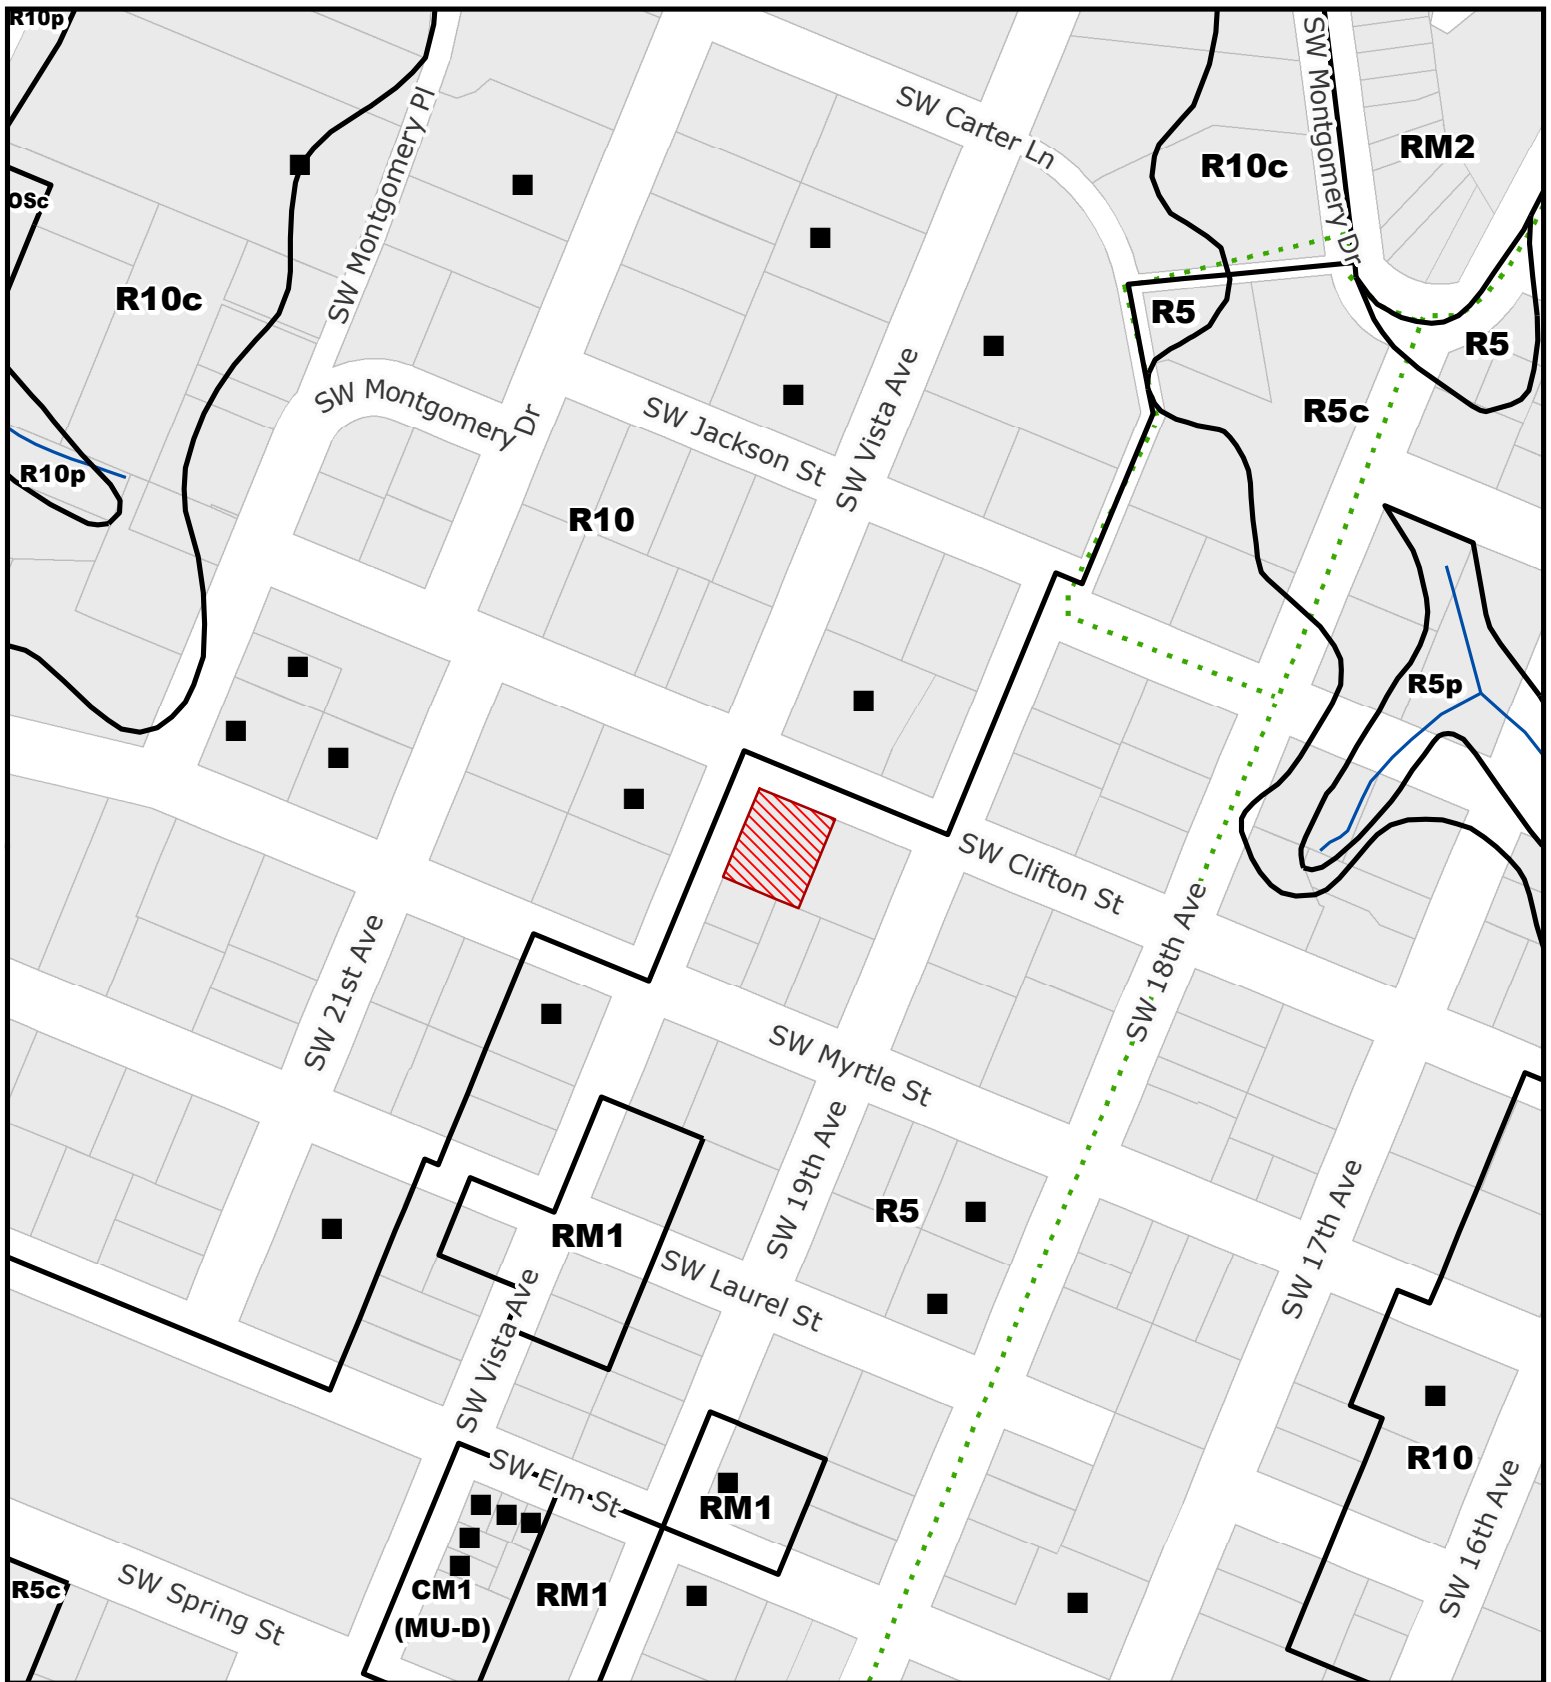 R10p
SW Montgomery Pl
SW Carter Ln
SW Montgomery Dr
RM2
R10c
OSc
R10c
R5
R5
SW Montgomery Dr
SW Jackson St
SW Vista Ave
R5c
R10p
R10
R5p
SW Clifton St
SW 21st Ave
SW 18th Ave
SW Myrtle St
SW 19th Ave
R5
SW 17th Ave
RM1
SW Laurel St
SW Vista Ave
R10
SW Elm St
RM1
SW 16th Ave
R5c
SW Spring St
CM1
(MU-D)
RM1